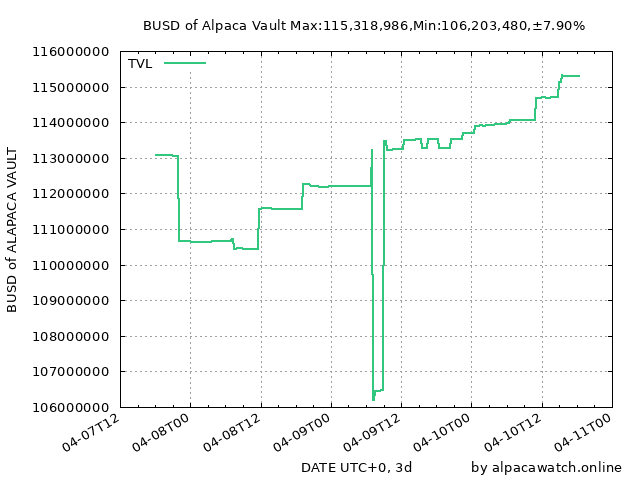 BUSD of Alpaca Vault Max:115,318,986,Min:106,203,480,±7.90%
116000000
TVL
115000000
114000000
113000000
112000000
111000000
110000000
109000000
108000000
107000000
106000000
BUSD of ALAPACA VAULT
04-07T12
04-08T00
04-08T12
04-09T00
04-09T12
04-10T00
04-10T12
04-11T00
DATE UTC+0, 3d
by alpacawatch.online